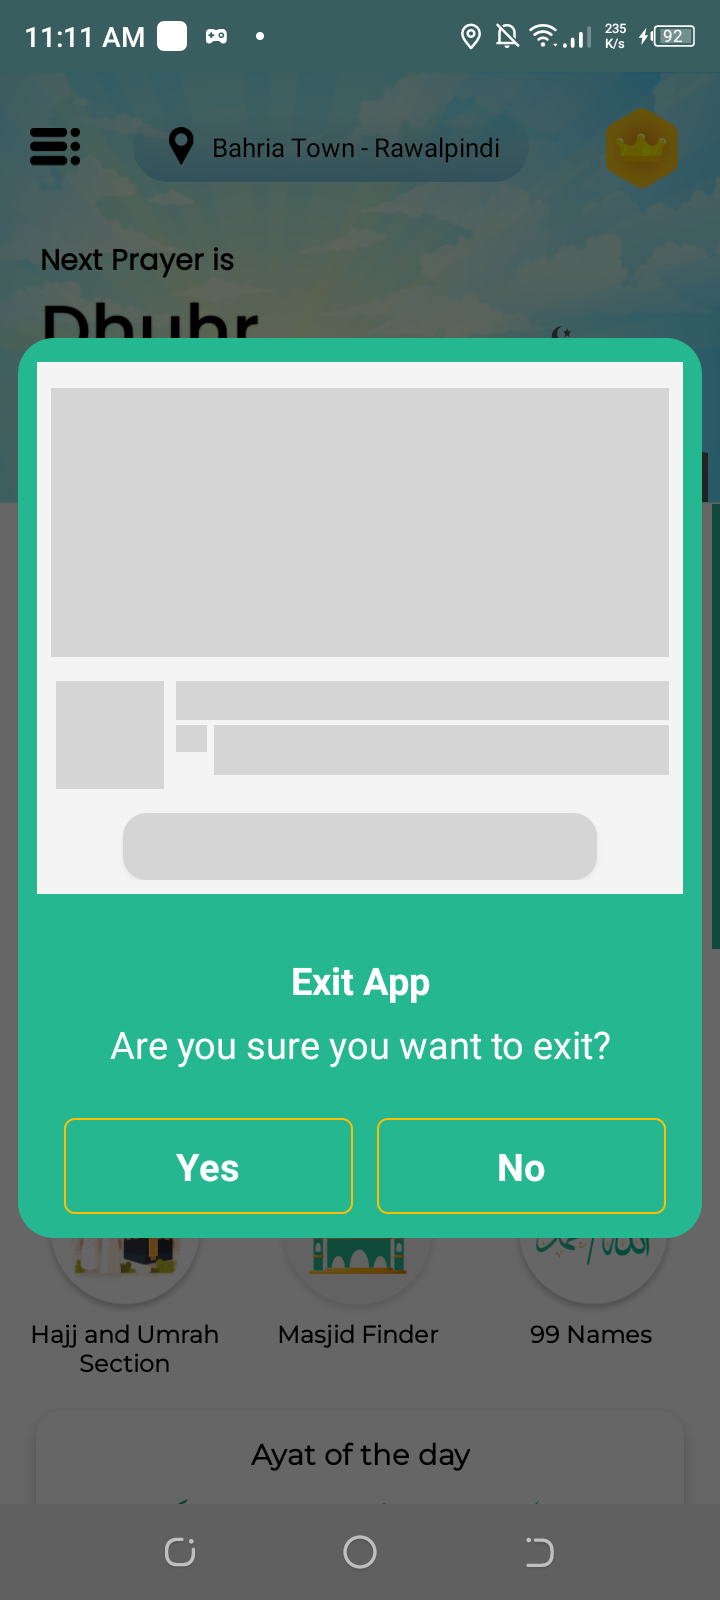 11:11 AM
235
K/s
92
Bahria Town - Rawalpindi
Next Prayer is
Dhuhr
Exit App
Are you sure you want to exit?
Yes
No
Hajj and Umrah
Section
Masjid Finder
99 Names
Ayat of the day